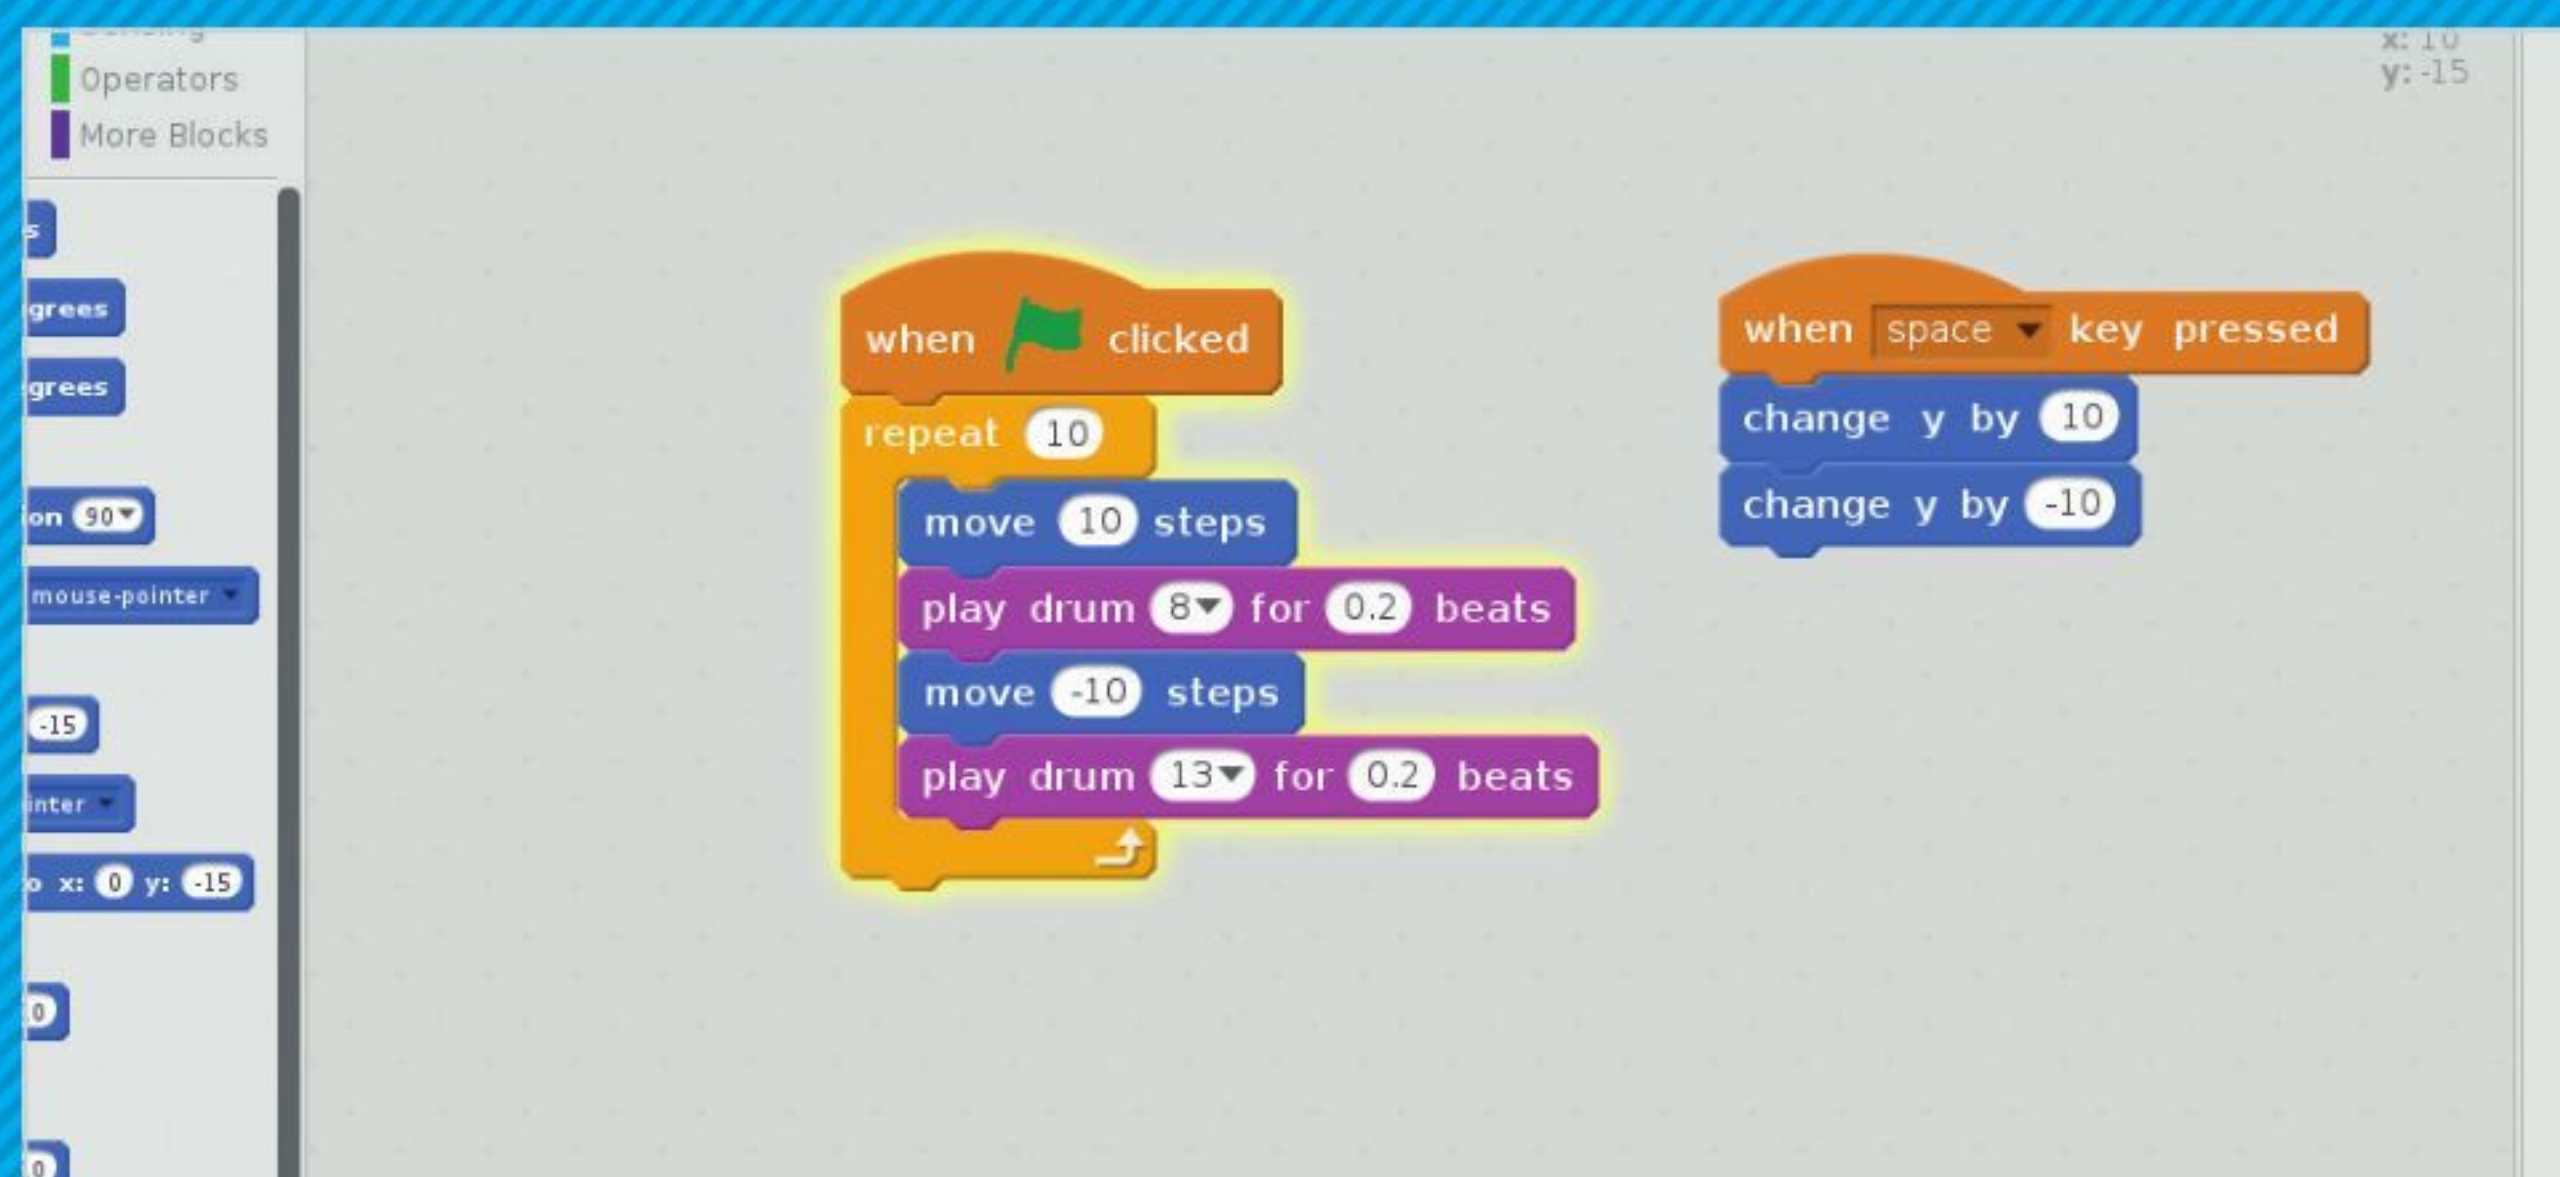 Operators
More Blocks
grees
grees
on 90
mouse-pointer
-15
inter
x: 0 y: -15
0
0
when clicked
repeat 10
move 10 steps
play drum 8 for 0.2 beats
move -10 steps
play drum 13 for 0.2 beats
when space key pressed
change y by 10
change y by -10
x: 10
y: -15